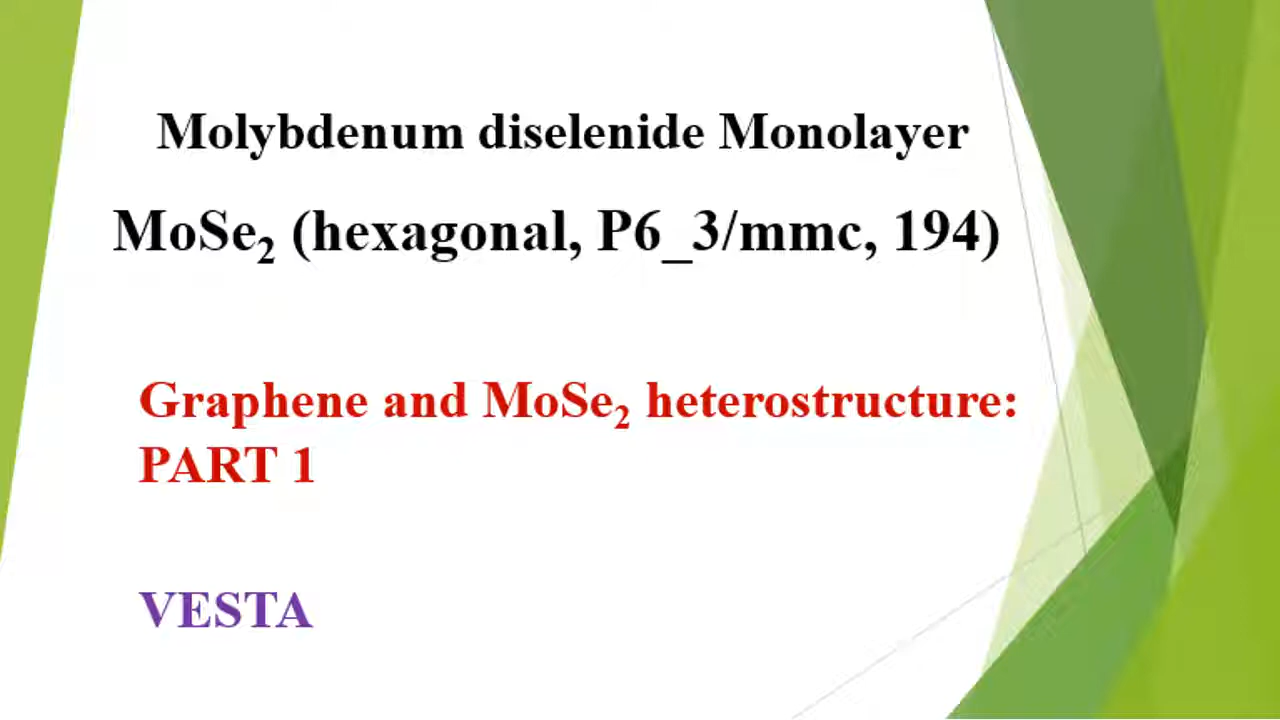 Molybdenum diselenide Monolayer
MoSe₂ (hexagonal, P6_3/mmc, 194)
Graphene and MoSe₂ heterostructure:
PART 1
VESTA